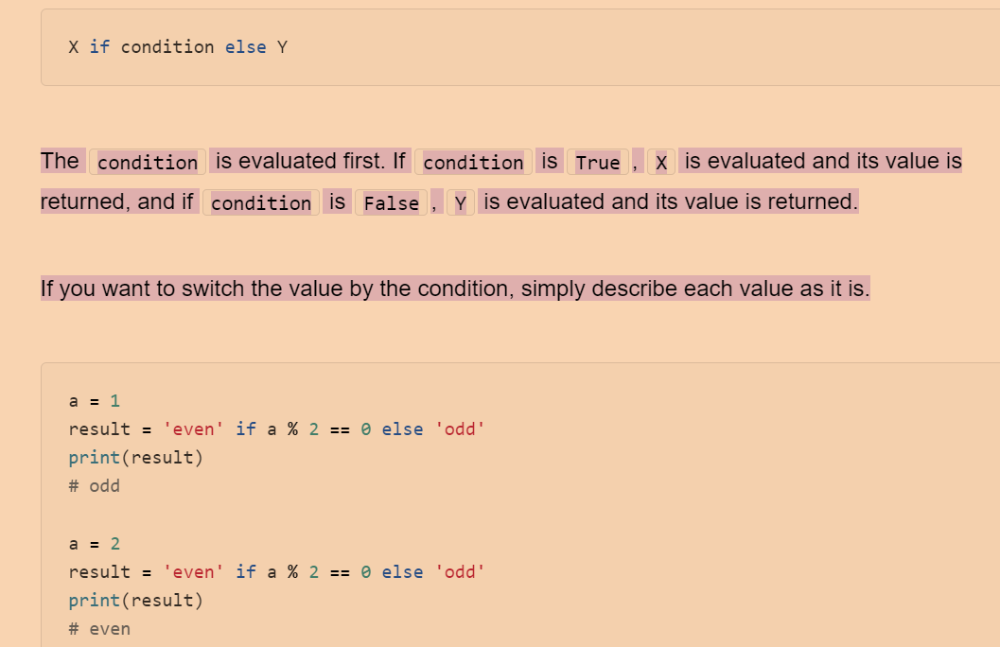 X if condition else Y
The condition is evaluated first. If condition is True , X is evaluated and its value is
returned, and if condition is False , Y is evaluated and its value is returned.
If you want to switch the value by the condition, simply describe each value as it is.
a = 1
result = 'even' if a % 2 == 0 else 'odd'
print(result)
# odd
a = 2
result = 'even' if a % 2 == 0 else 'odd'
print(result)
# even